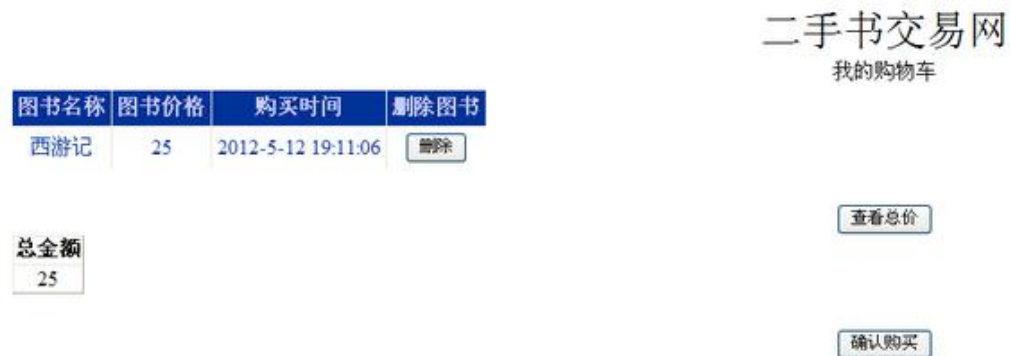 二手书交易网
我的购物车
图书名称 图书价格 购买时间 删除图书
西游记 25 2012-5-12 19:11:06 删除
查看总价
总金额
25
确认购买